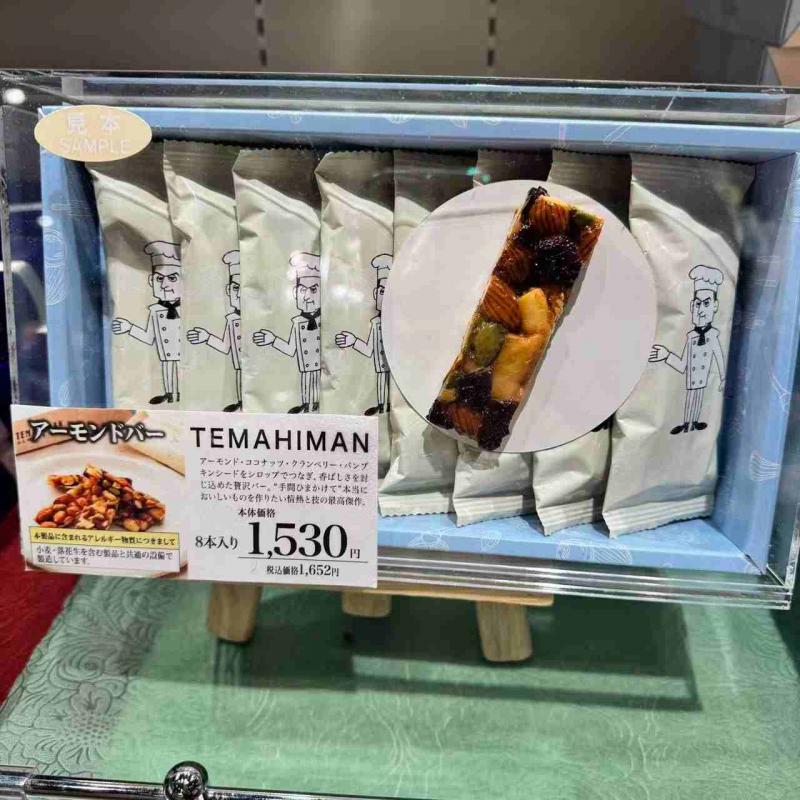 見本
SAMPLE
アーモンドバー
TEMAHIMAN
アーモンド・ココナッツ・クランベリー・パンプ
キンシードをシロップでつなぎ、香ばしさを封
じ込めた贅沢バー。"手間ひまかけて"本当に
おいしいものを作りたい情熱と技の最高傑作。
本体価格
8本入り 1,530円
税込価格1,652円
本製品に含まれるアレルギー物質につきまして
小麦・落花生を含む製品と共通の設備で
製造しています。